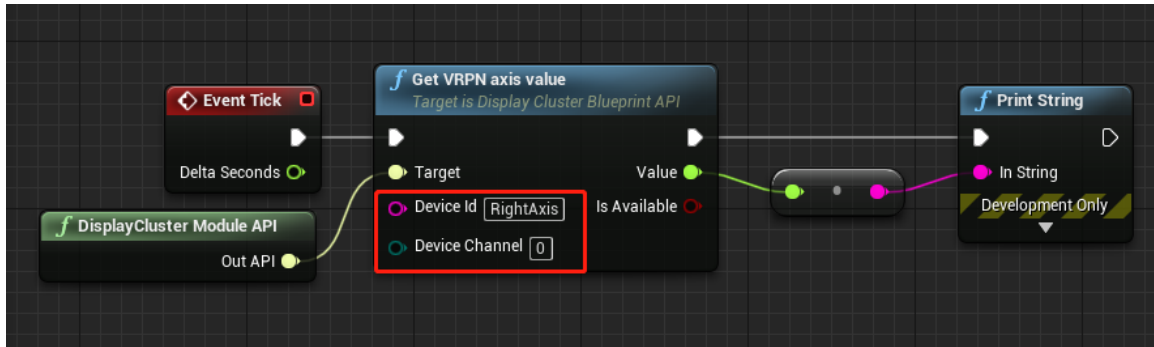 Event Tick
Delta Seconds
f DisplayCluster Module API
Out API
f Get VRPN axis value
Target is Display Cluster Blueprint API
Target
Value
Device Id RightAxis
Is Available
Device Channel 0
f Print String
In String
Development Only